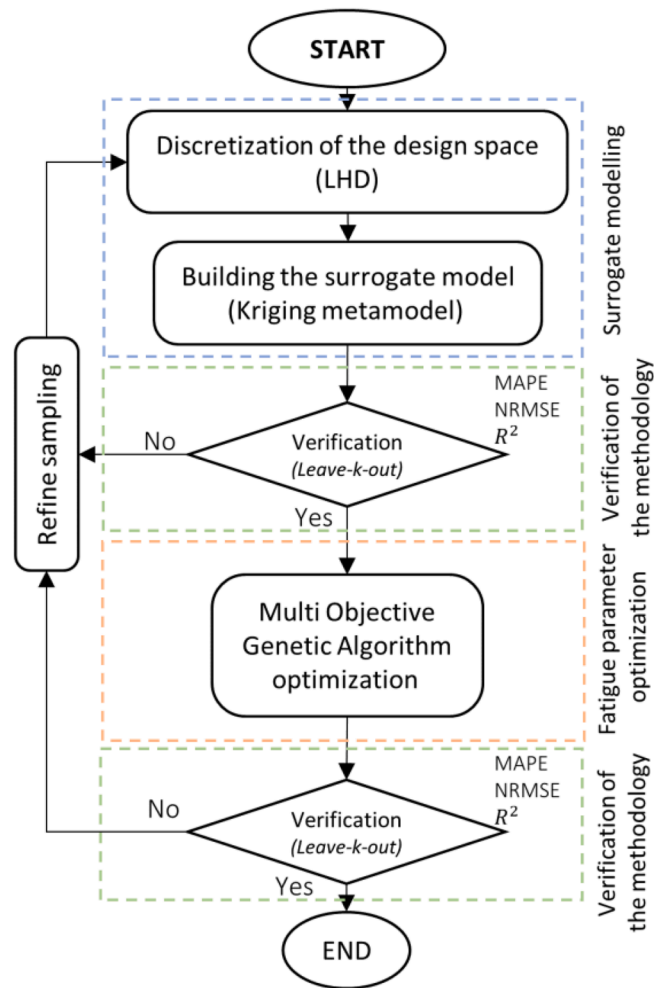 START
Discretization of the design space
(LHD)
Building the surrogate model
(Kriging metamodel)
Surrogate modelling
MAPE
NRMSE
R²
Verification
(Leave-k-out)
No
Yes
Verification of
the methodology
Refine sampling
Multi Objective
Genetic Algorithm
optimization
Fatigue parameter
optimization
MAPE
NRMSE
R²
Verification
(Leave-k-out)
No
Yes
Verification of
the methodology
END